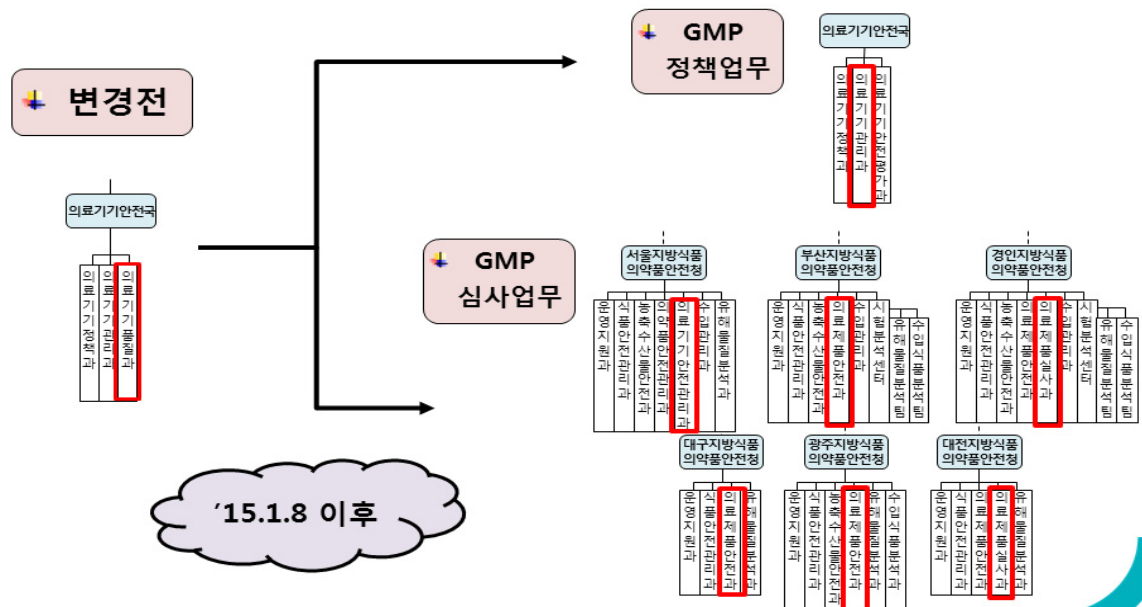 변경전
의료기기안전국
의료기기정책과
의료기기관리과
의료기기품질과
GMP
정책업무
의료기기안전국
의료기기정책과
의료기기관리과
의료기기안전평가과
GMP
심사업무
서울지방식품
의약품안전청
운영지원과
식품안전관리과
농축수산물안전과
의약품안전관리과
의료기기안전관리과
수입관리과
유해물질분석과
부산지방식품
의약품안전청
운영지원과
식품안전관리과
농축수산물안전과
의료제품안전과
수입관리과
시험분석센터
유해물질분석팀
수입식품분석팀
경인지방식품
의약품안전청
운영지원과
식품안전관리과
농축수산물안전과
의료제품안전과
의료제품실사과
수입관리과
시험분석센터
유해물질분석팀
수입식품분석팀
대구지방식품
의약품안전청
운영지원과
식품안전관리과
의료제품안전과
유해물질분석과
광주지방식품
의약품안전청
운영지원과
식품안전관리과
농축수산물안전과
의료제품안전과
유해물질분석과
수입식품분석과
대전지방식품
의약품안전청
운영지원과
식품안전관리과
의료제품안전과
의료제품실사과
유해물질분석과
′15.1.8 이후